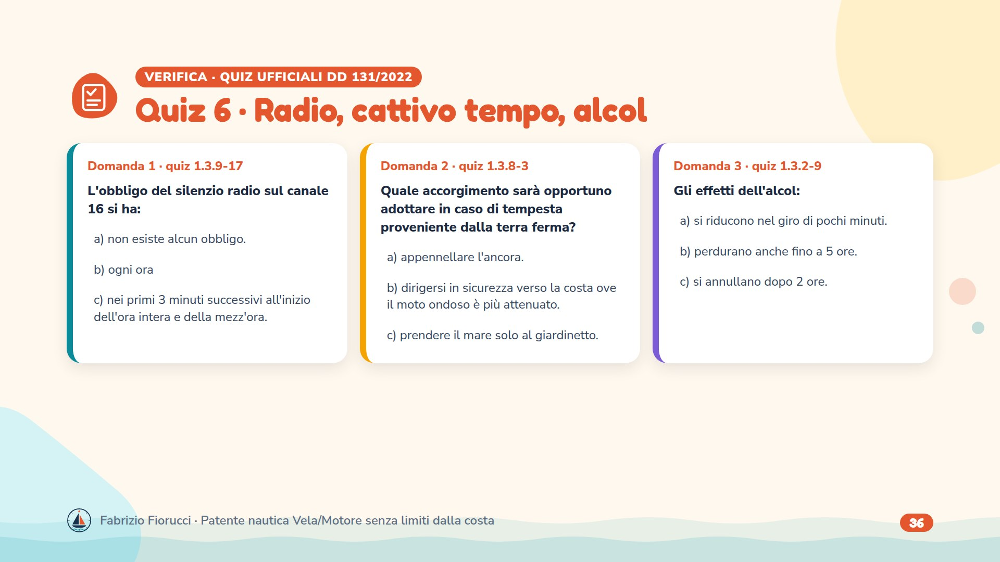 VERIFICA · QUIZ UFFICIALI DD 131/2022
Quiz 6 · Radio, cattivo tempo, alcol
Domanda 1 · quiz 1.3.9-17
L'obbligo del silenzio radio sul canale
16 si ha:
a) non esiste alcun obbligo.
b) ogni ora
c) nei primi 3 minuti successivi all'inizio
dell'ora intera e della mezz'ora.
Domanda 2 · quiz 1.3.8-3
Quale accorgimento sarà opportuno
adottare in caso di tempesta
proveniente dalla terra ferma?
a) appennellare l'ancora.
b) dirigersi in sicurezza verso la costa ove
il moto ondoso è più attenuato.
c) prendere il mare solo al giardinetto.
Domanda 3 · quiz 1.3.2-9
Gli effetti dell'alcol:
a) si riducono nel giro di pochi minuti.
b) perdurano anche fino a 5 ore.
c) si annullano dopo 2 ore.
Fabrizio Fiorucci · Patente nautica Vela/Motore senza limiti dalla costa
36